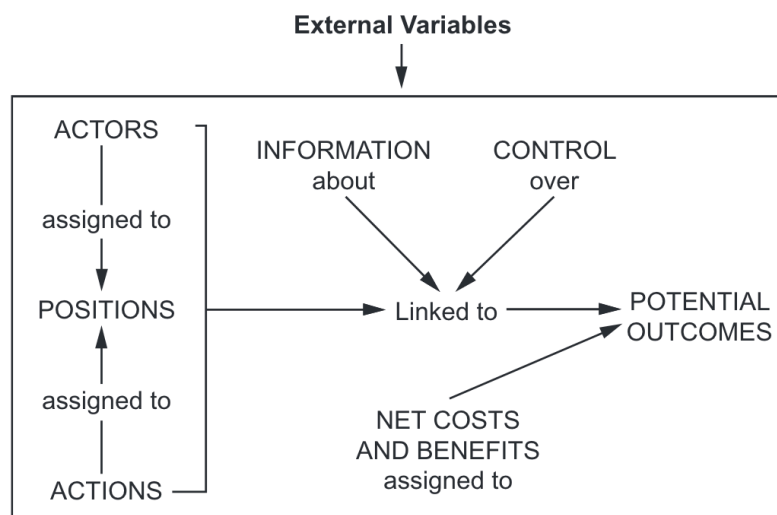 External Variables
ACTORS
assigned to
POSITIONS
assigned to
ACTIONS
INFORMATION
about
CONTROL
over
Linked to
POTENTIAL
OUTCOMES
NET COSTS
AND BENEFITS
assigned to